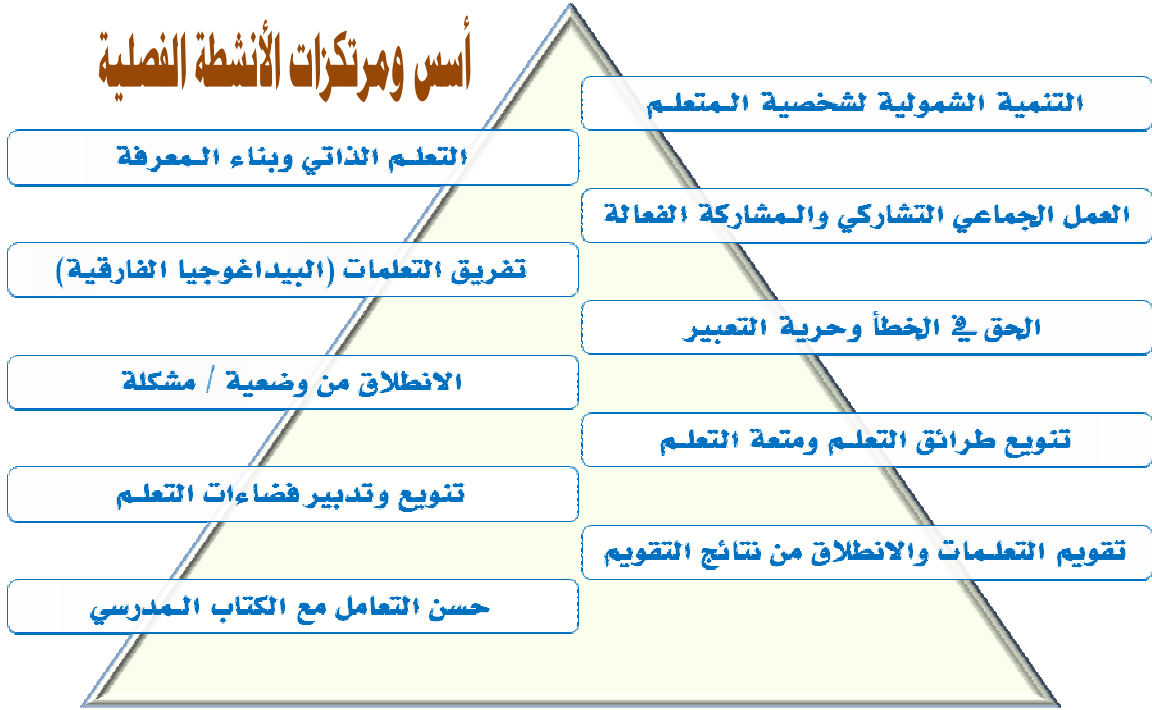 أسس ومرتكزات الأنشطة الفصلية
التنمية الشمولية لشخصية المتعلم
التعلم الذاتي وبناء المعرفة
العمل الجماعي التشاركي والمشاركة الفعالة
تفريق التعلمات (البيداغوجيا الفارقية)
الحق في الخطأ وحرية التعبير
الانطلاق من وضعية / مشكلة
تنويع طرائق التعلم ومتعة التعلم
تنويع وتدبير فضاءات التعلم
تقويم التعلمات والانطلاق من نتائج التقويم
حسن التعامل مع الكتاب المدرسي